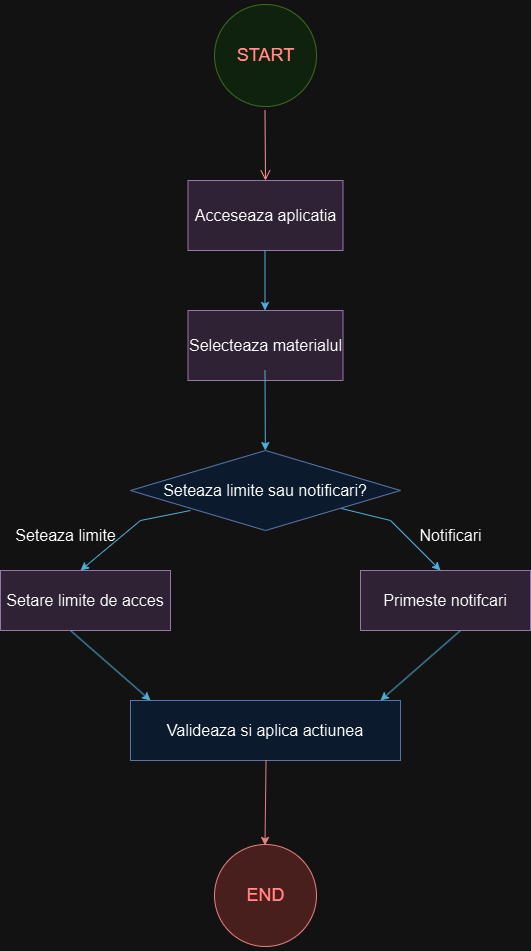 START
Acceseaza aplicatia
Selecteaza materialul
Seteaza limite sau notificari?
Seteaza limite
Notificari
Setare limite de acces
Primeste notifcari
Valideaza si aplica actiunea
END